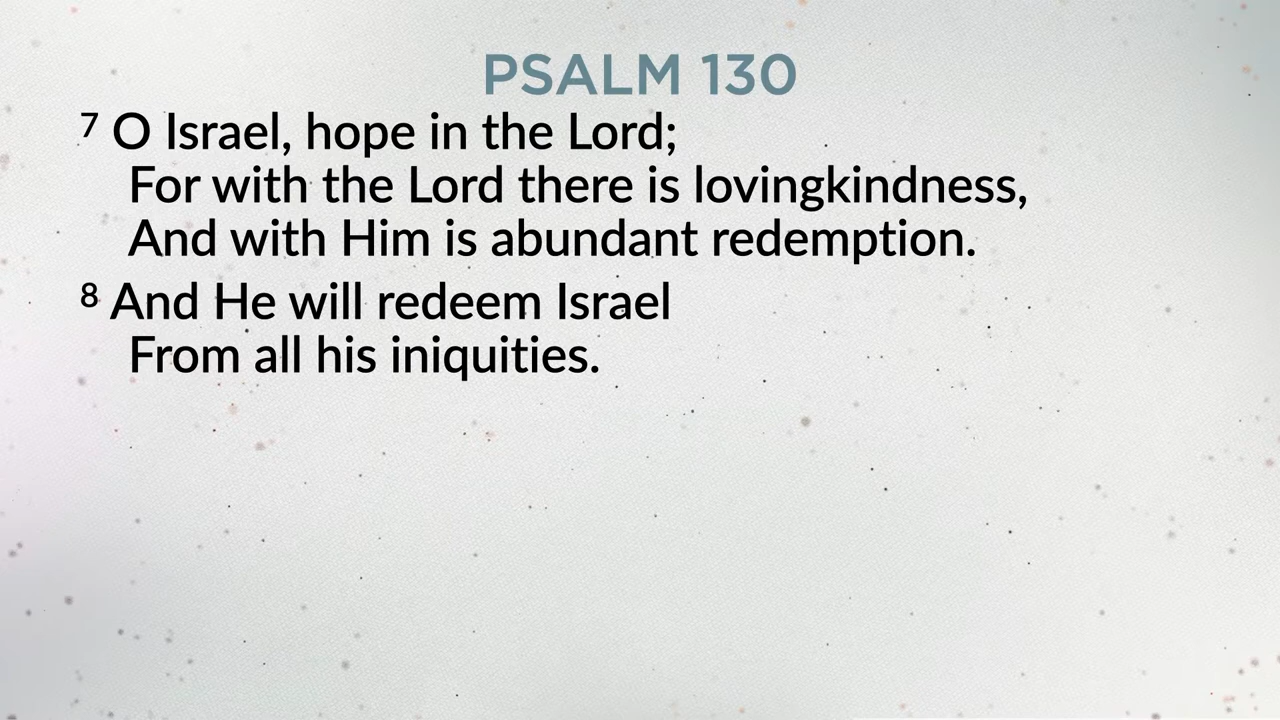 PSALM 130
7 O Israel, hope in the Lord;
For with the Lord there is lovingkindness,
And with Him is abundant redemption.
8 And He will redeem Israel
From all his iniquities.